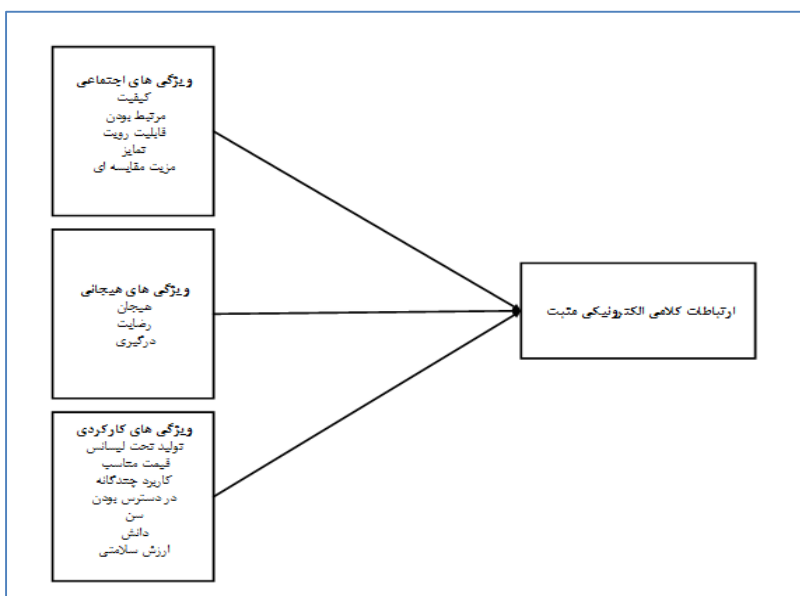 ویژگی های اجتماعی
کیفیت
مرتبط بودن
قابلیت رویت
تمایز
مزیت مقایسه ای
ویژگی های هیجانی
هیجان
رضایت
درگیری
ویژگی های کارکردی
تولید تحت لیسانس
قیمت مناسب
کاربرد چندگانه
در دسترس بودن
سن
دانش
ارزش سلامتی
ارتباطات کلامی الکترونیکی مثبت